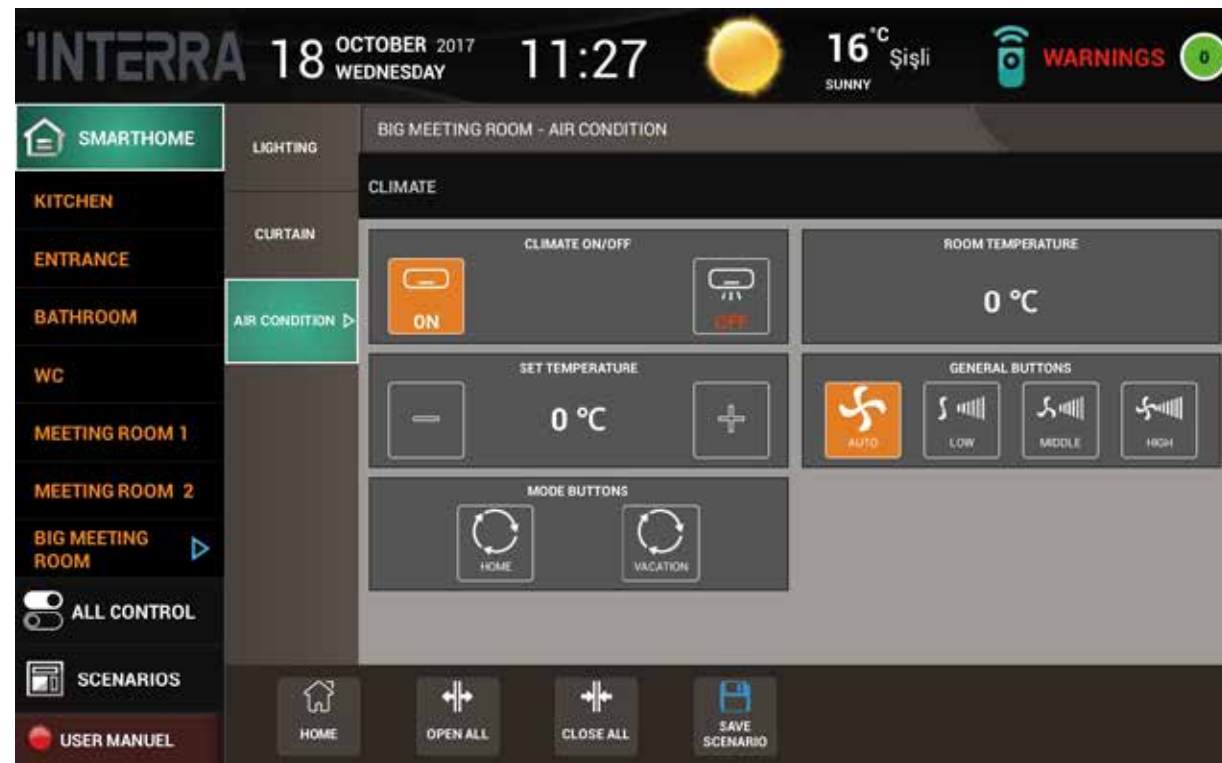 'INTERRA
18 OCTOBER 2017
WEDNESDAY
11:27
16°C Şişli
SUNNY
WARNINGS
0
SMARTHOME
KITCHEN
ENTRANCE
BATHROOM
WC
MEETING ROOM 1
MEETING ROOM 2
BIG MEETING
ROOM
ALL CONTROL
SCENARIOS
USER MANUEL
LIGHTING
CURTAIN
AIR CONDITION
BIG MEETING ROOM - AIR CONDITION
CLIMATE
CLIMATE ON/OFF
ON
OFF
ROOM TEMPERATURE
0 °C
SET TEMPERATURE
0 °C
GENERAL BUTTONS
AUTO
LOW
MIDDLE
HIGH
MODE BUTTONS
HOME
VACATION
HOME
OPEN ALL
CLOSE ALL
SAVE
SCENARIO